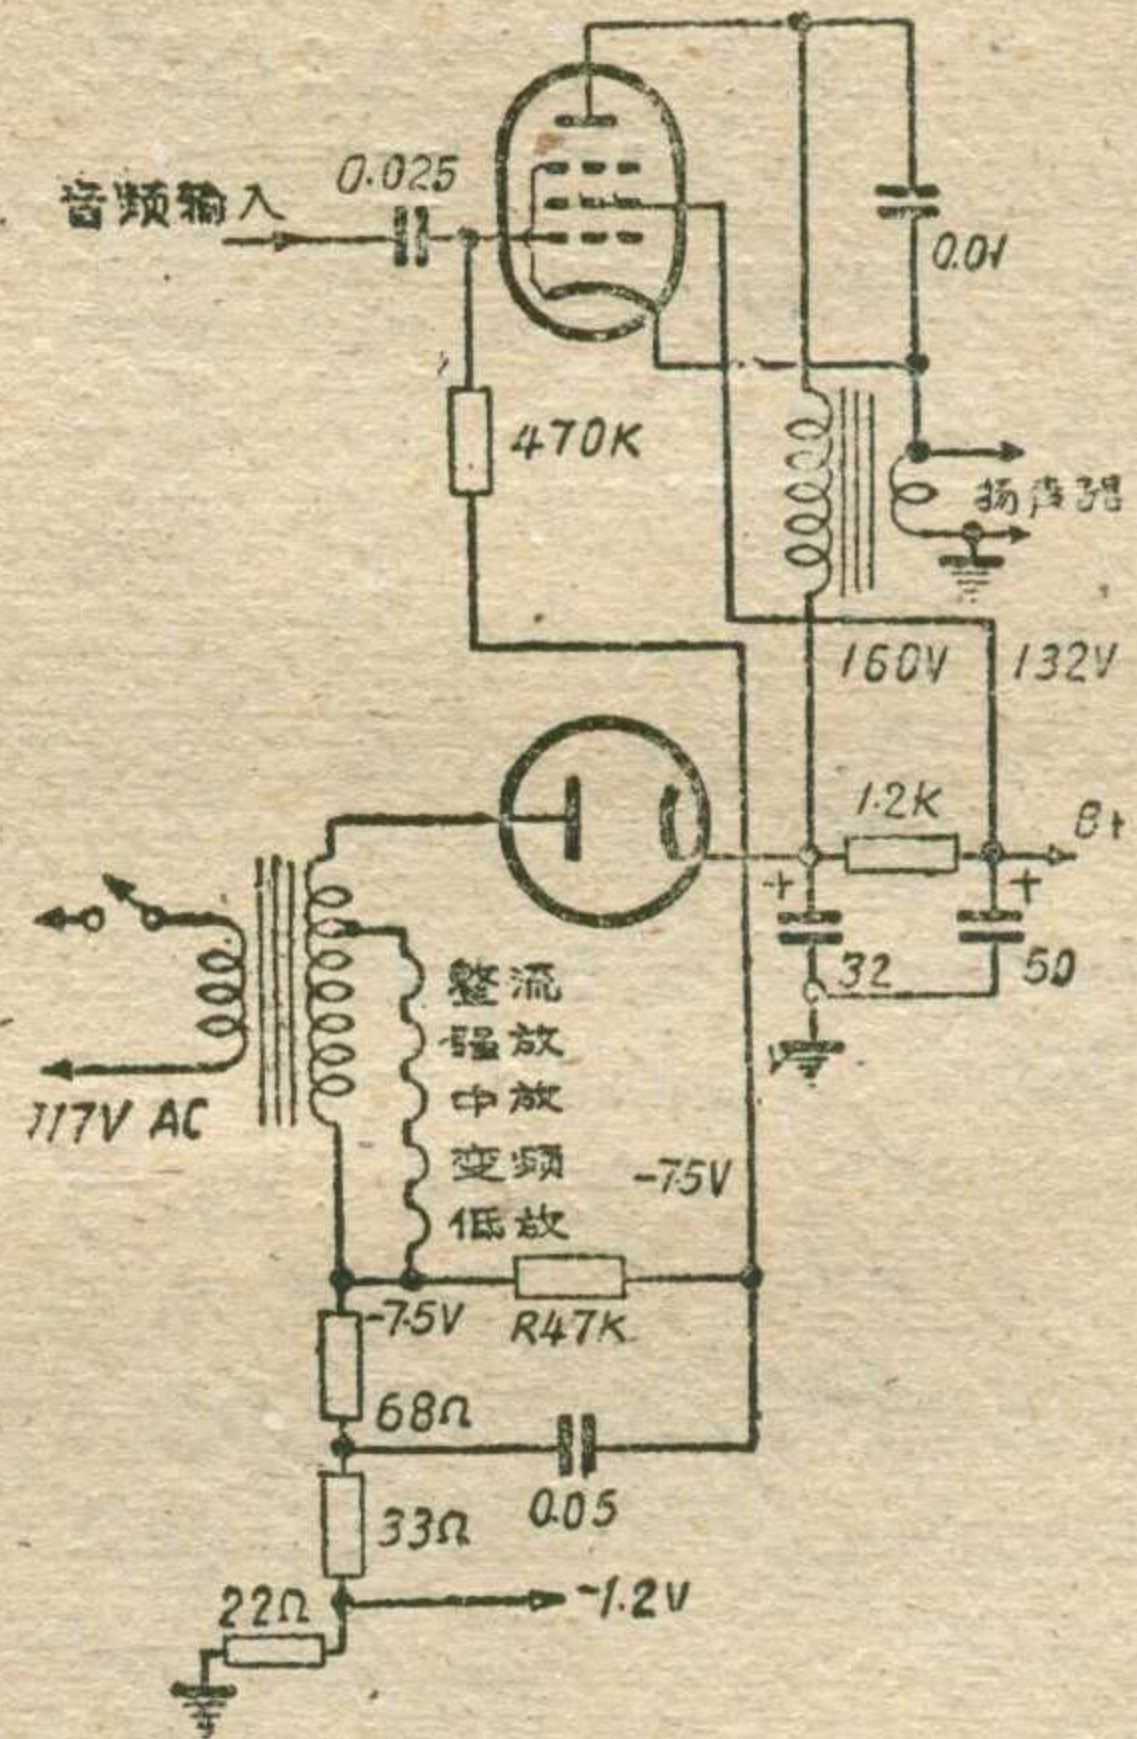 音频输入
0.025
0.01
470K
扬声器
160V
132V
1.2K
B+
+
+
32
50
117V AC
整流
强放
中放
变频
低放
-7.5V
-7.5V
R47K
68Ω
0.05
33Ω
-1.2V
22Ω